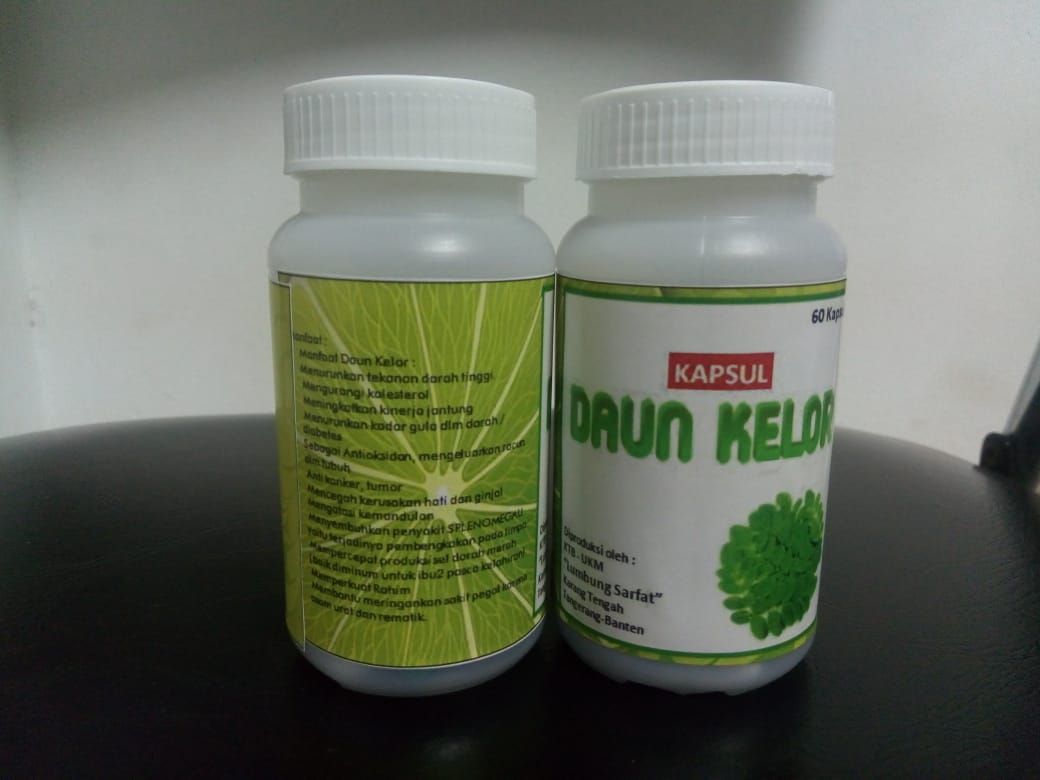 anfaat :
Manfaat Daun Kelor :
Menurunkan tekanan darah tinggi
Mengurangi kolesterol
Meningkatkan kinerja jantung
Menurunkan kadar gula dlm darah /
diabetes
Sebagai Antioksidan, mengeluarkan racun
dlm tubuh
Anti kanker, tumor
Mencegah kerusakan hati dan ginjal
Mengatasi kemandulan
Menyembuhkan penyakit SPLENOMEGALI
yaitu terjadinya pembengkakan pada limpa
Mempercepat produksi sel darah merah
(baik diminum untuk ibu2 pasca kelahiran)
Memperkuat Rahim
Membantu meringankan sakit pegal karena
asam urat dan rematik.
60 Kapsu
KAPSUL
DAUN KELOR
Diproduksi oleh :
KTB - UKM
"Lumbung Sarfat"
Karang Tengah
Tangerang-Banten